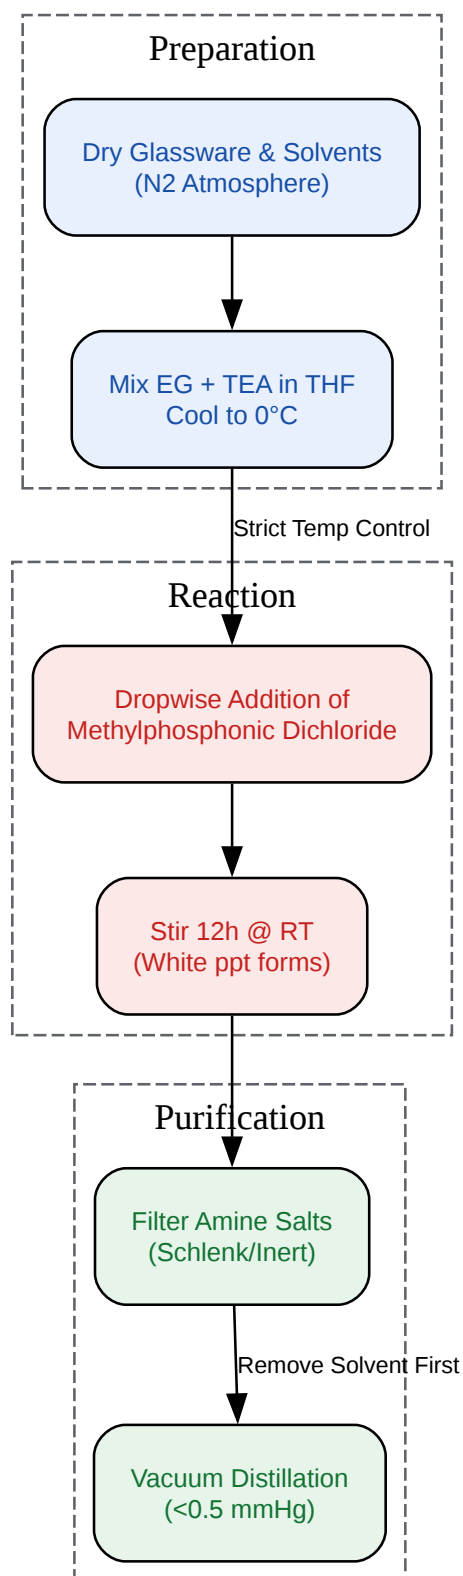 Preparation
Dry Glassware & Solvents
(N2 Atmosphere)
Mix EG + TEA in THF
Cool to 0°C
Strict Temp Control
Reaction
Dropwise Addition of
Methylphosphonic Dichloride
Stir 12h @ RT
(White ppt forms)
Purification
Filter Amine Salts
(Schlenk/Inert)
Remove Solvent First
Vacuum Distillation
(<0.5 mmHg)